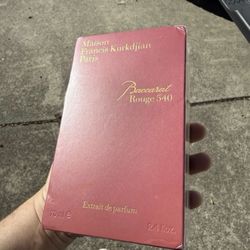 Maison
Francis Kurkdjian
Paris
Baccarat
Rouge 540
Extrait de parfum
70 ml e
2.4 fl.oz.